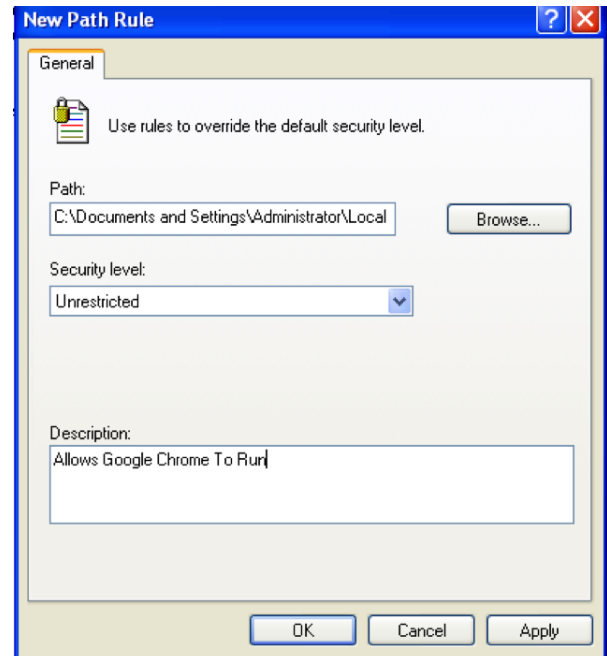 New Path Rule
General
Use rules to override the default security level.
Path:
C:\Documents and Settings\Administrator\Local
Browse...
Security level:
Unrestricted
Description:
Allows Google Chrome To Run
OK
Cancel
Apply